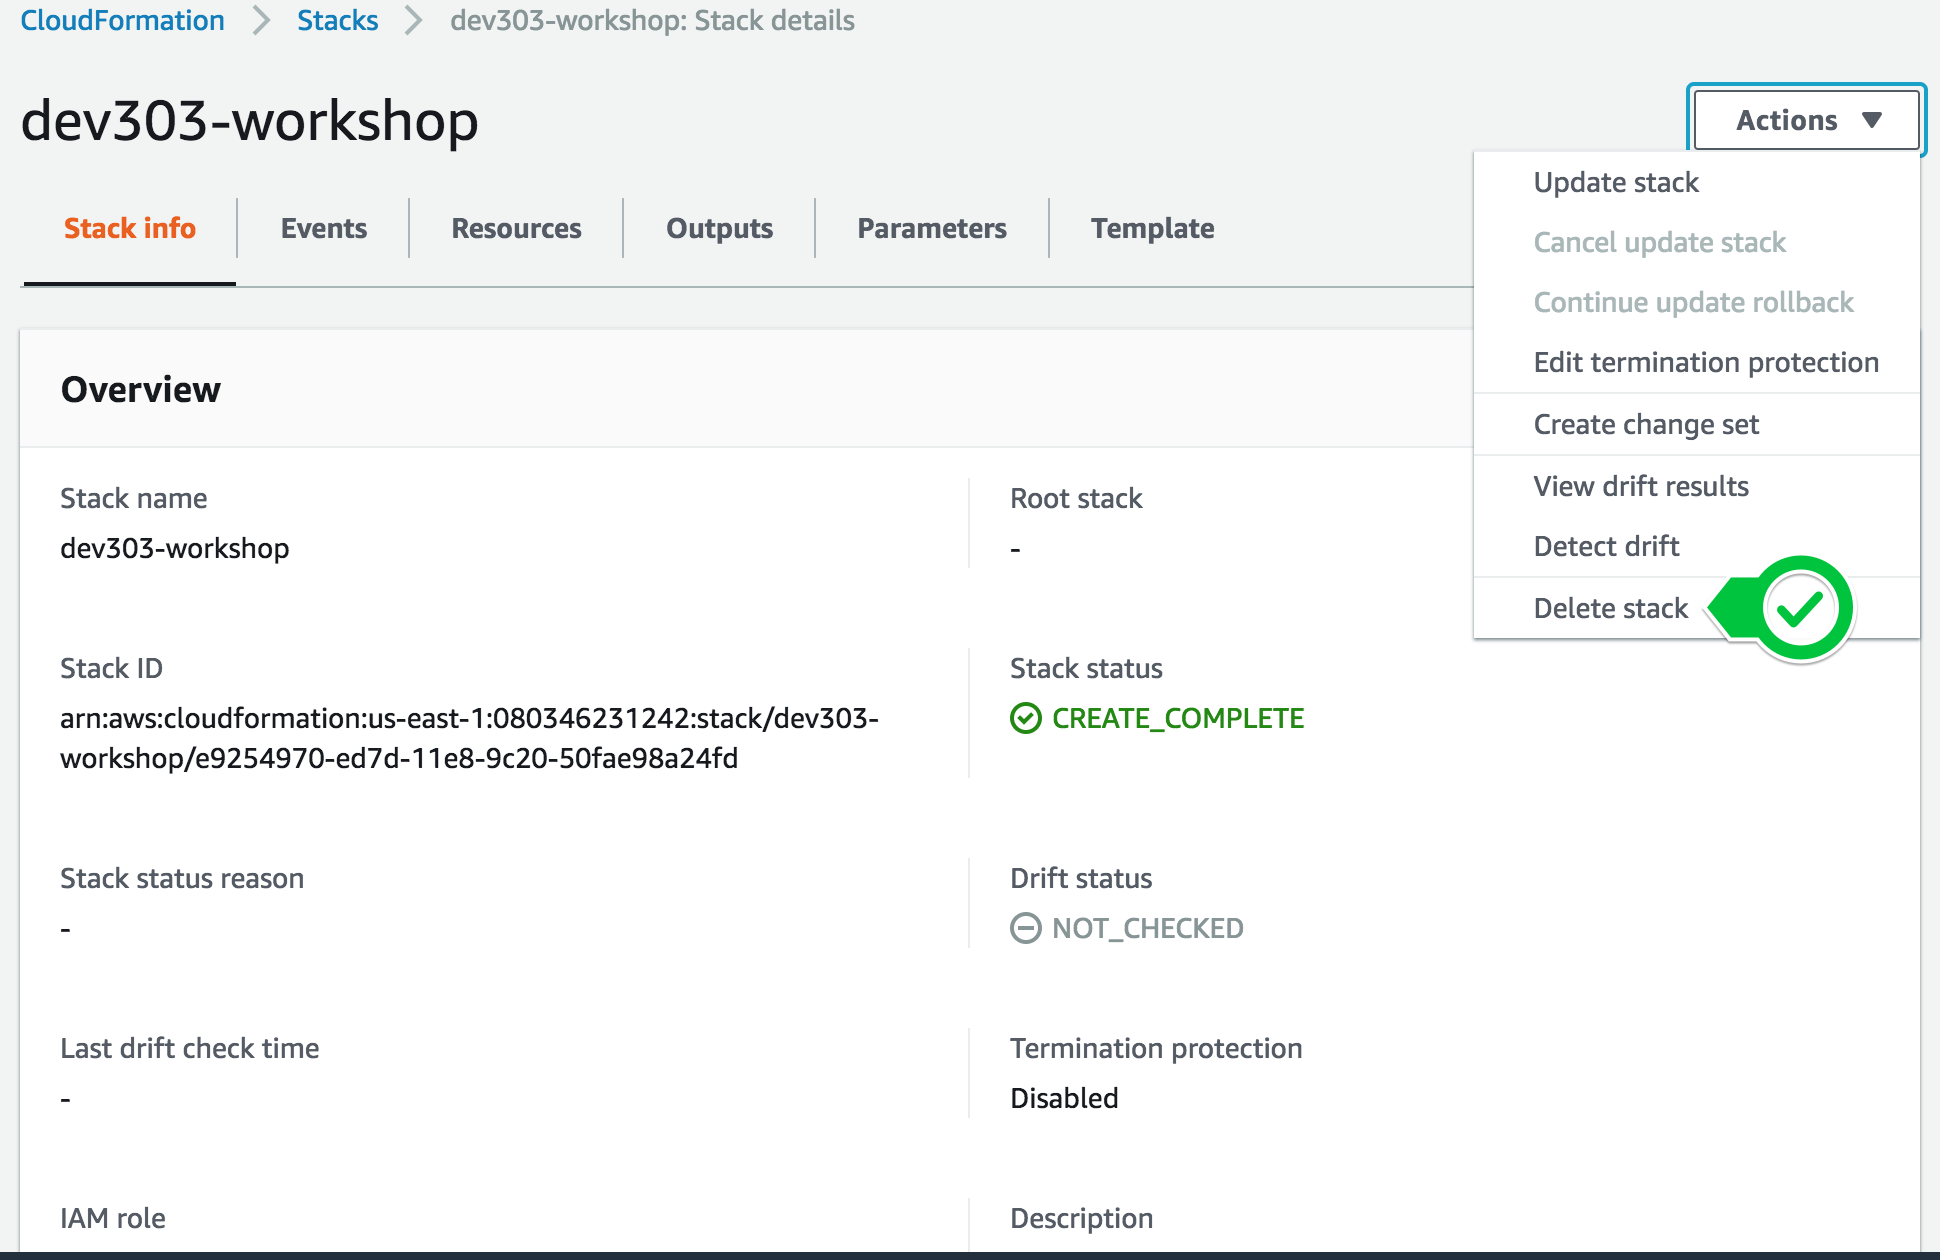 CloudFormation > Stacks > dev303-workshop: Stack details
dev303-workshop
Actions
Stack info
Events
Resources
Outputs
Parameters
Template
Update stack
Cancel update stack
Continue update rollback
Edit termination protection
Create change set
View drift results
Detect drift
Delete stack
Overview
Stack name
dev303-workshop
Root stack
-
Stack ID
arn:aws:cloudformation:us-east-1:080346231242:stack/dev303-
workshop/e9254970-ed7d-11e8-9c20-50fae98a24fd
Stack status
CREATE_COMPLETE
Stack status reason
-
Drift status
NOT_CHECKED
Last drift check time
-
Termination protection
Disabled
IAM role
Description